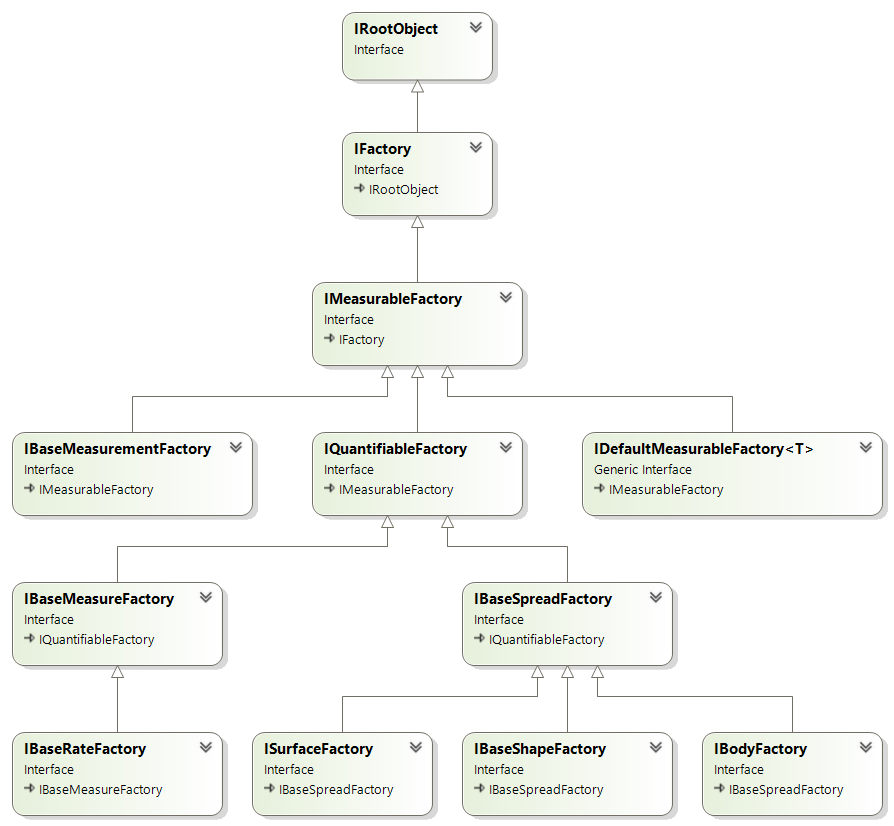 IRootObject
Interface
IFactory
Interface
IRootObject
IMeasurableFactory
Interface
IFactory
IBaseMeasurementFactory
Interface
IMeasurableFactory
IQuantifiableFactory
Interface
IMeasurableFactory
IDefaultMeasurableFactory<T>
Generic Interface
IMeasurableFactory
IBaseMeasureFactory
Interface
IQuantifiableFactory
IBaseSpreadFactory
Interface
IQuantifiableFactory
IBaseRateFactory
Interface
IBaseMeasureFactory
ISurfaceFactory
Interface
IBaseSpreadFactory
IBaseShapeFactory
Interface
IBaseSpreadFactory
IBodyFactory
Interface
IBaseSpreadFactory